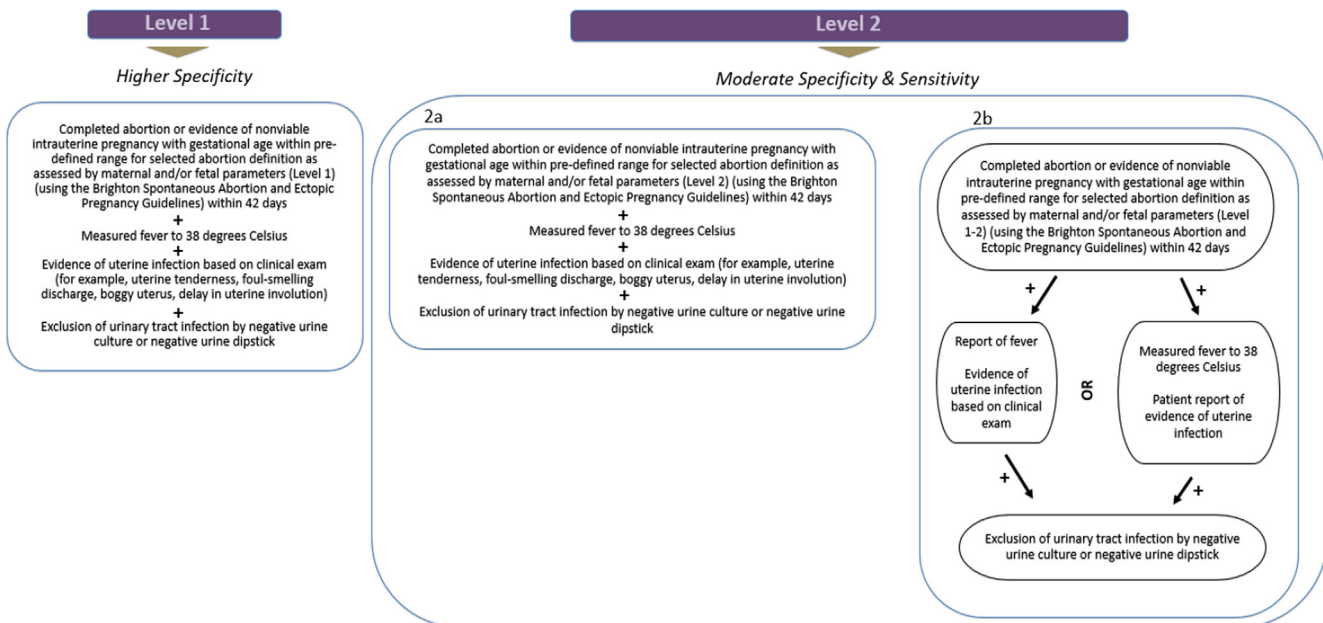 Level 1
Higher Specificity
Completed abortion or evidence of nonviable
intrauterine pregnancy with gestational age within pre-
defined range for selected abortion definition as
assessed by maternal and/or fetal parameters (Level 1)
(using the Brighton Spontaneous Abortion and Ectopic
Pregnancy Guidelines) within 42 days
+
Measured fever to 38 degrees Celsius
+
Evidence of uterine infection based on clinical exam
(for example, uterine tenderness, foul-smelling
discharge, boggy uterus, delay in uterine involution)
+
Exclusion of urinary tract infection by negative urine
culture or negative urine dipstick
Level 2
Moderate Specificity & Sensitivity
2a
Completed abortion or evidence of nonviable intrauterine pregnancy with
gestational age within pre-defined range for selected abortion definition as
assessed by maternal and/or fetal parameters (Level 2) (using the Brighton
Spontaneous Abortion and Ectopic Pregnancy Guidelines) within 42 days
+
Measured fever to 38 degrees Celsius
+
Evidence of uterine infection based on clinical exam (for example, uterine
tenderness, foul-smelling discharge, boggy uterus, delay in uterine involution)
+
Exclusion of urinary tract infection by negative urine culture or negative urine
dipstick
2b
Completed abortion or evidence of nonviable
intrauterine pregnancy with gestational age within
pre-defined range for selected abortion definition as
assessed by maternal and/or fetal parameters (Level
1-2) (using the Brighton Spontaneous Abortion and
Ectopic Pregnancy Guidelines) within 42 days
+
+
Report of fever
Evidence of
uterine infection
based on clinical
exam
OR
Measured fever to 38
degrees Celsius
Patient report of
evidence of uterine
infection
+
+
Exclusion of urinary tract infection by negative
urine culture or negative urine dipstick